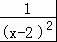 1
(x-2)²